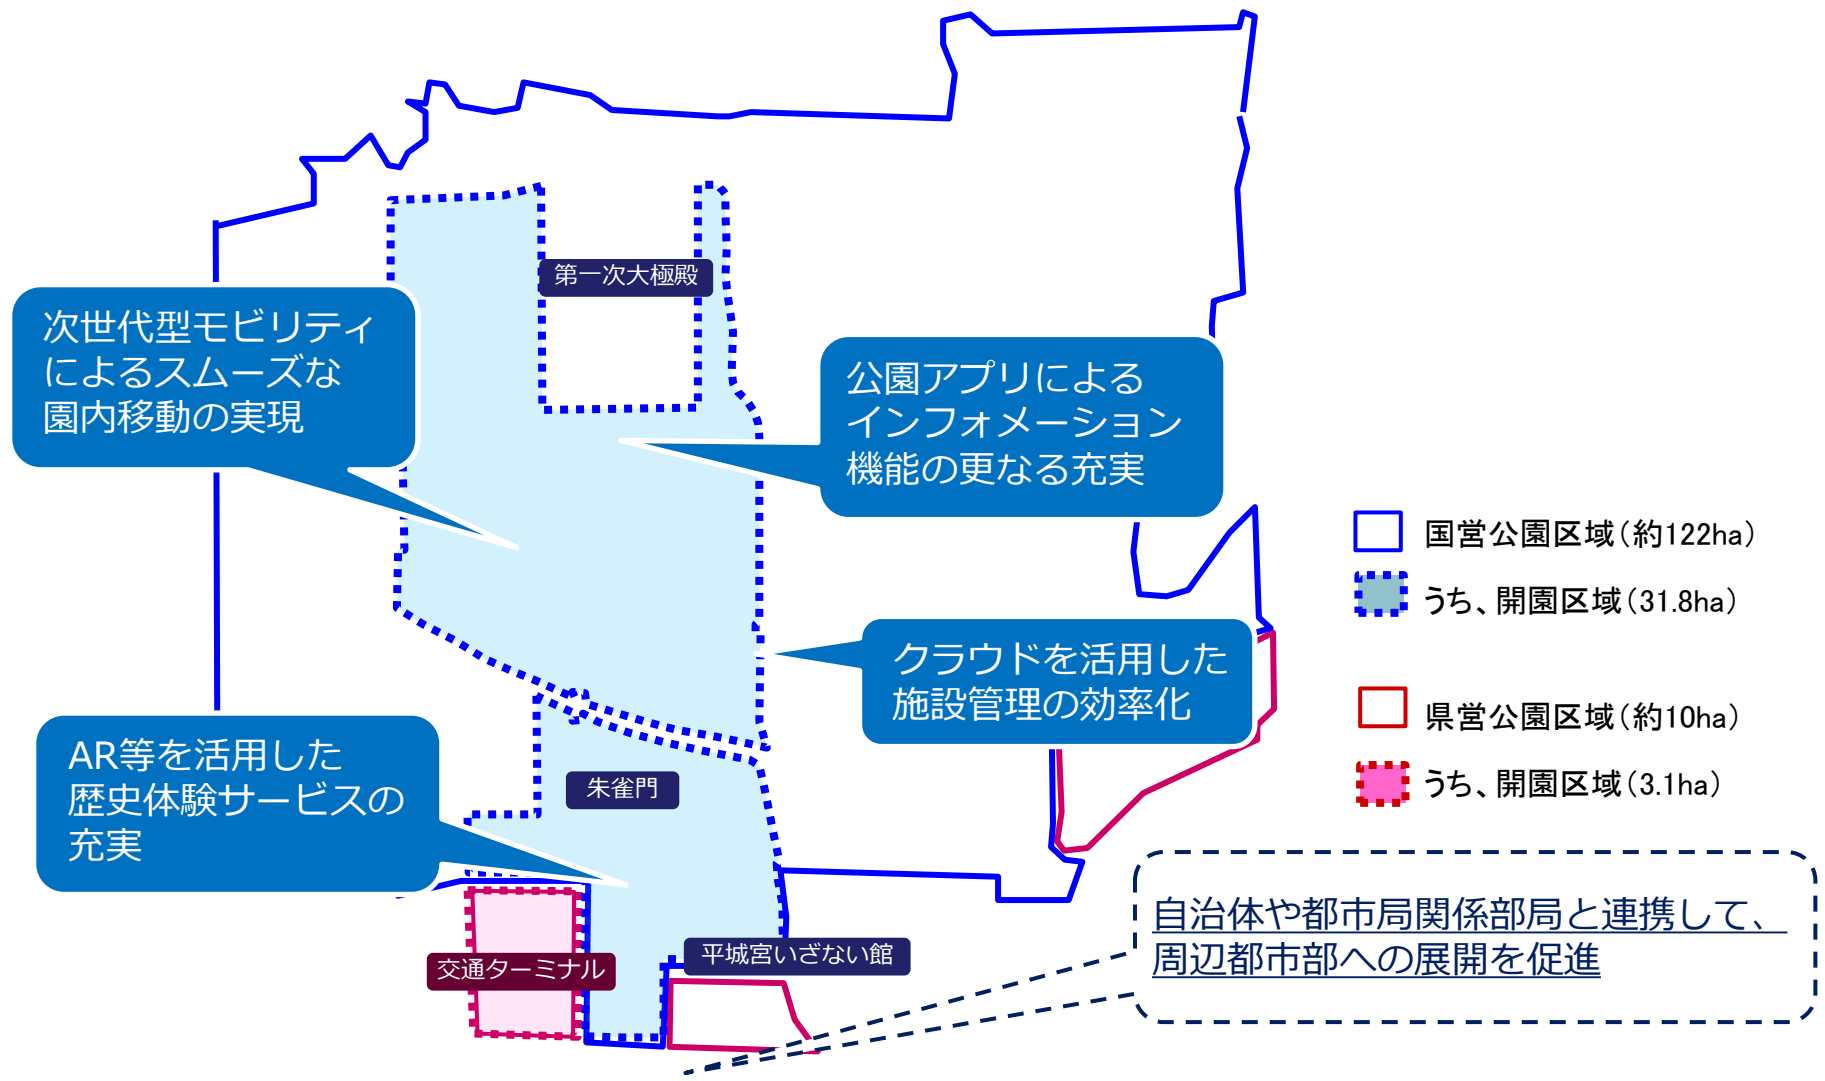 第一次大極殿
次世代型モビリティ
によるスムーズな
園内移動の実現
公園アプリによる
インフォメーション
機能の更なる充実
国営公園区域（約122ha）
うち、開園区域（31.8ha）
クラウドを活用した
施設管理の効率化
県営公園区域（約10ha）
うち、開園区域（3.1ha）
AR等を活用した
歴史体験サービスの
充実
朱雀門
自治体や都市局関係部局と連携して、
周辺都市部への展開を促進
平城宮いざない館
交通ターミナル